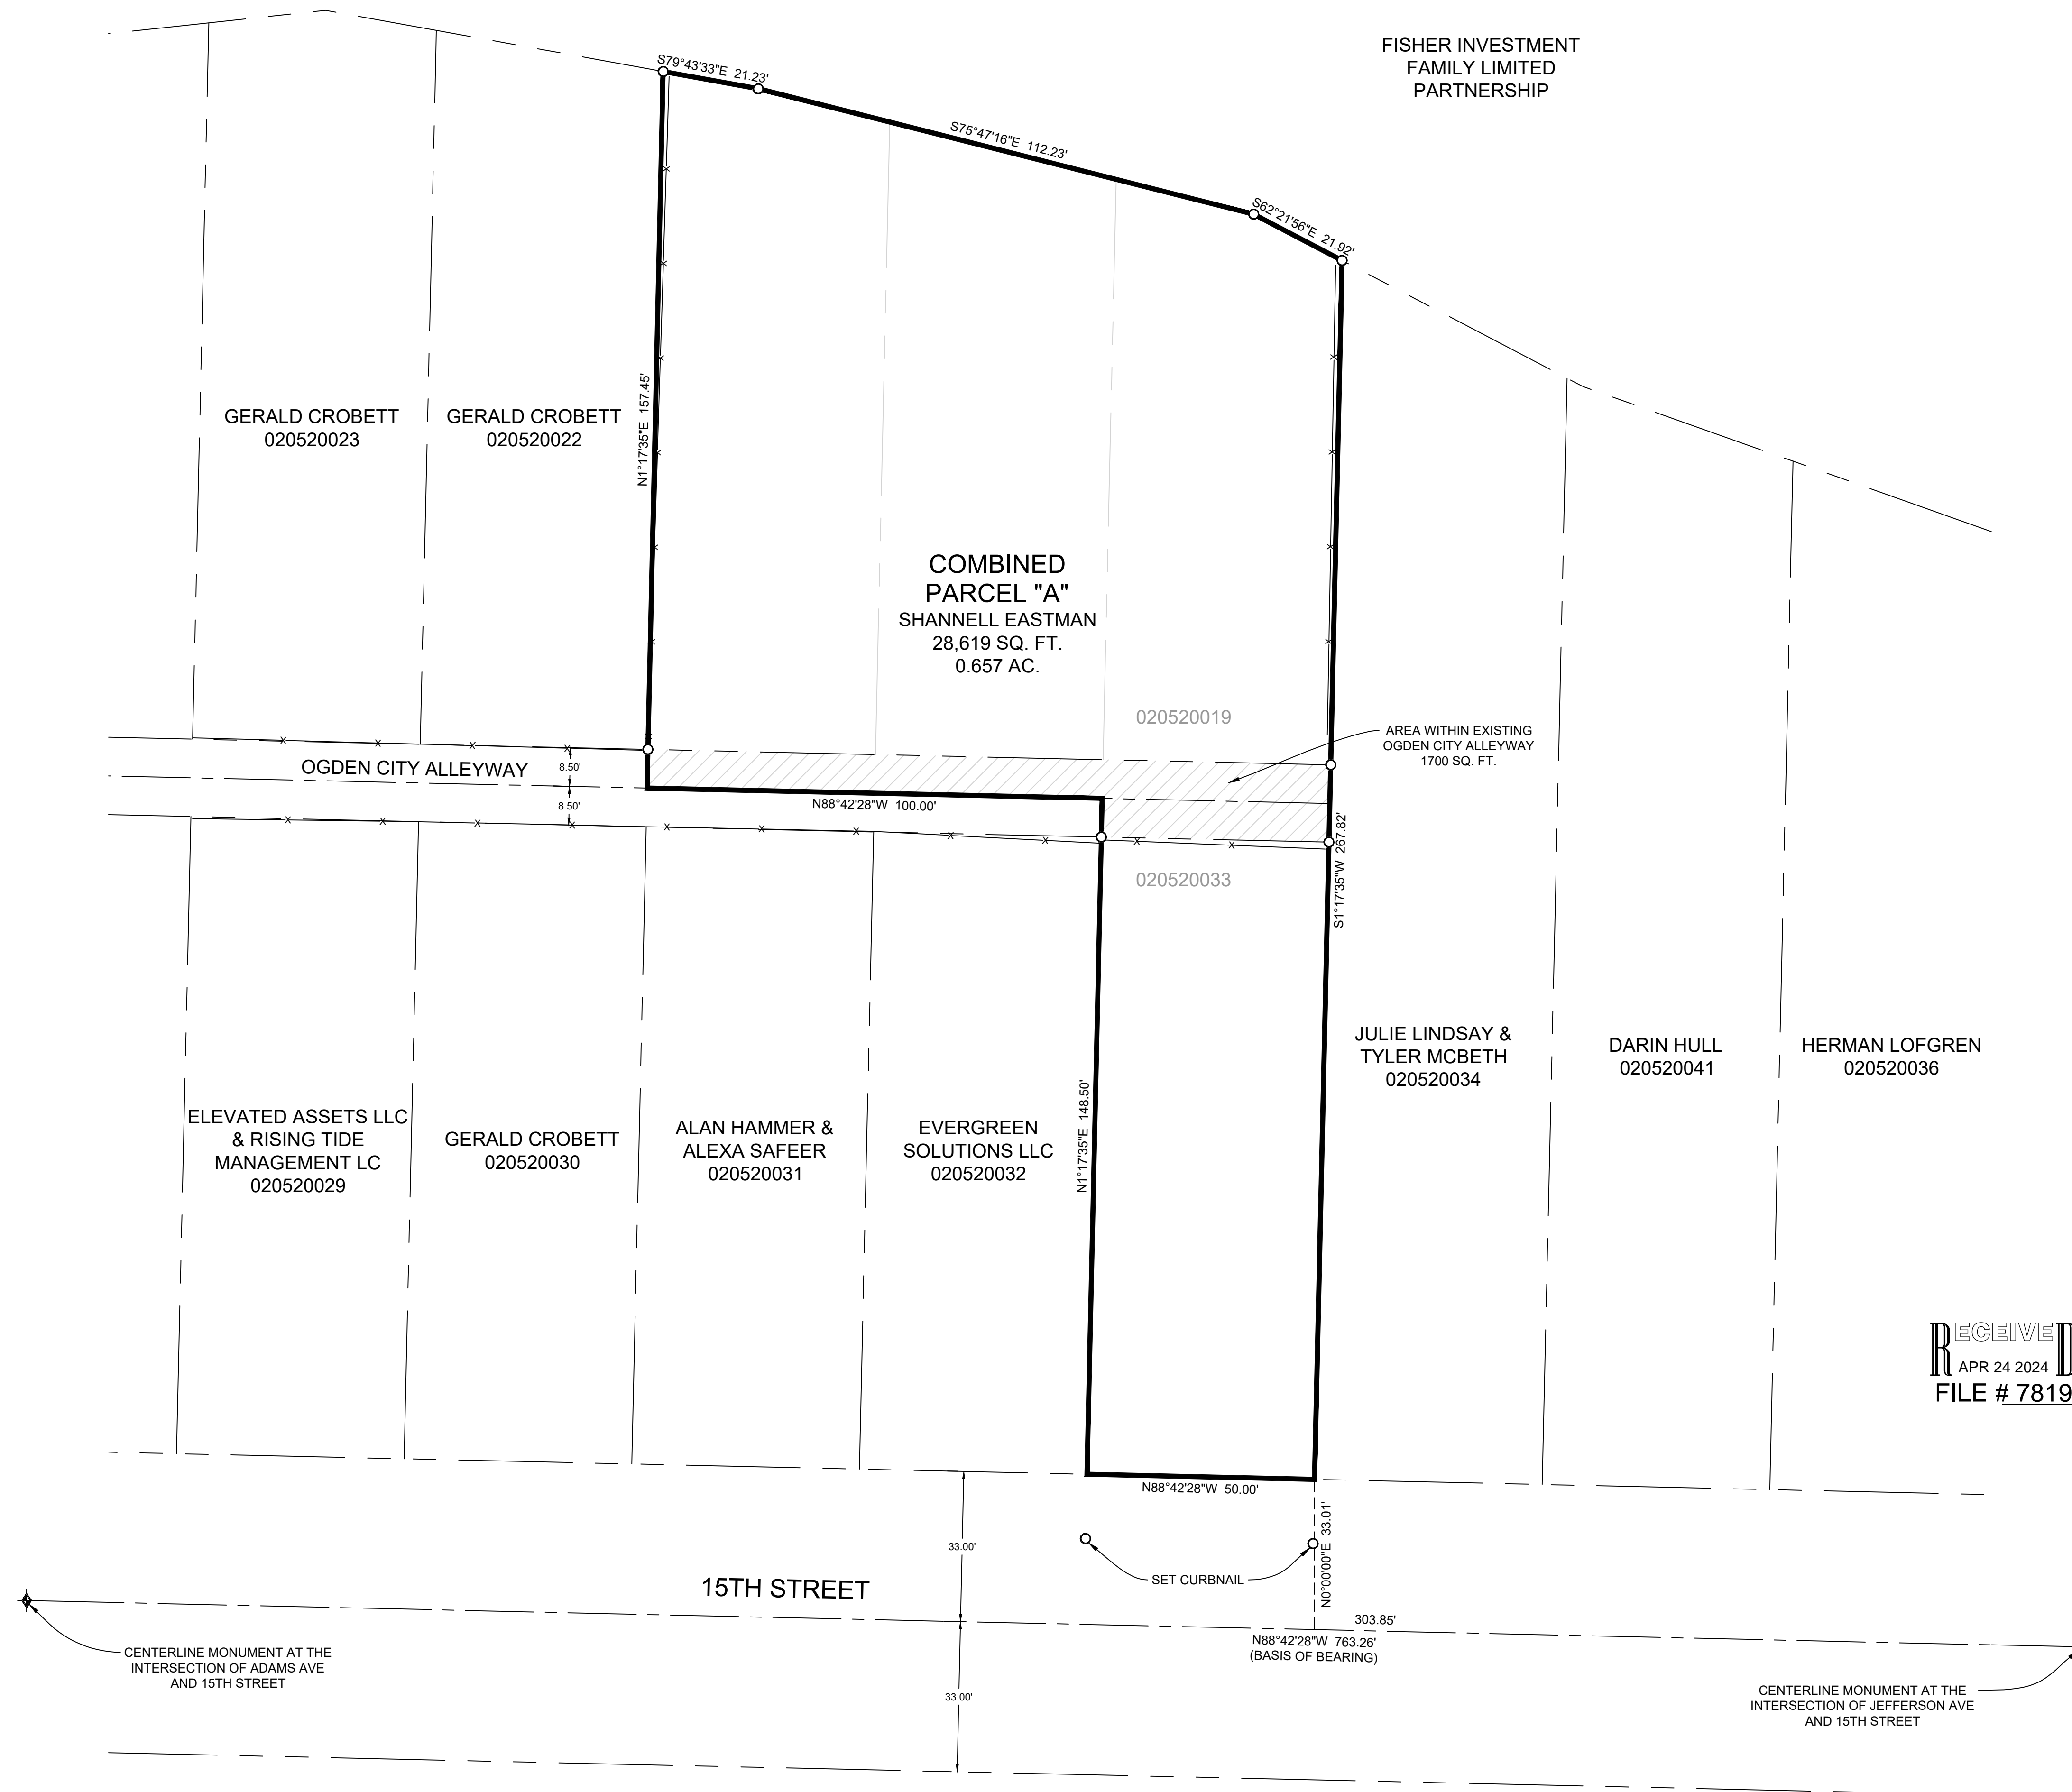 FISHER INVESTMENT
FAMILY LIMITED
PARTNERSHIP
S79°43'33"E 21.23'
S75°47'16"E 112.23'
S62°21'56"E 21.92'
N1°17'35"E 157.45'
GERALD CROBETT
020520023
GERALD CROBETT
020520022
COMBINED
PARCEL "A"
SHANNELL EASTMAN
28,619 SQ. FT.
0.657 AC.
020520019
AREA WITHIN EXISTING
OGDEN CITY ALLEYWAY
1700 SQ. FT.
OGDEN CITY ALLEYWAY
8.50'
8.50'
N88°42'28"W 100.00'
S1°17'35"W 267.82'
020520033
JULIE LINDSAY &
TYLER MCBETH
020520034
DARIN HULL
020520041
HERMAN LOFGREN
020520036
ELEVATED ASSETS LLC
& RISING TIDE
MANAGEMENT LC
020520029
GERALD CROBETT
020520030
ALAN HAMMER &
ALEXA SAFEER
020520031
EVERGREEN
SOLUTIONS LLC
020520032
N1°17'35"E 148.50'
RECEIVED
APR 24 2024
FILE # 7819
N88°42'28"W 50.00'
33.00'
SET CURBNAIL
N0°00'00"E 33.01'
15TH STREET
303.85'
N88°42'28"W 763.26'
(BASIS OF BEARING)
CENTERLINE MONUMENT AT THE
INTERSECTION OF ADAMS AVE
AND 15TH STREET
33.00'
CENTERLINE MONUMENT AT THE
INTERSECTION OF JEFFERSON AVE
AND 15TH STREET